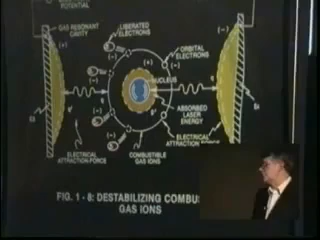 POTENTIAL
GAS RESONANT
CAVITY
LIBERATED
ELECTRONS
ORBITAL
ELECTRONS
(+)
(-)
(-)
(-)
(-)
NUCLEUS
(+)
q'
q
ABSORBED
LASER
ENERGY
(-)
(-)
ELECTRICAL
ATTRACTION FORCE
ELECTRICAL
ATTRACTION FORCE
COMBUSTIBLE
GAS IONS
FIG. 1 - 8: DESTABILIZING COMBUS
GAS IONS